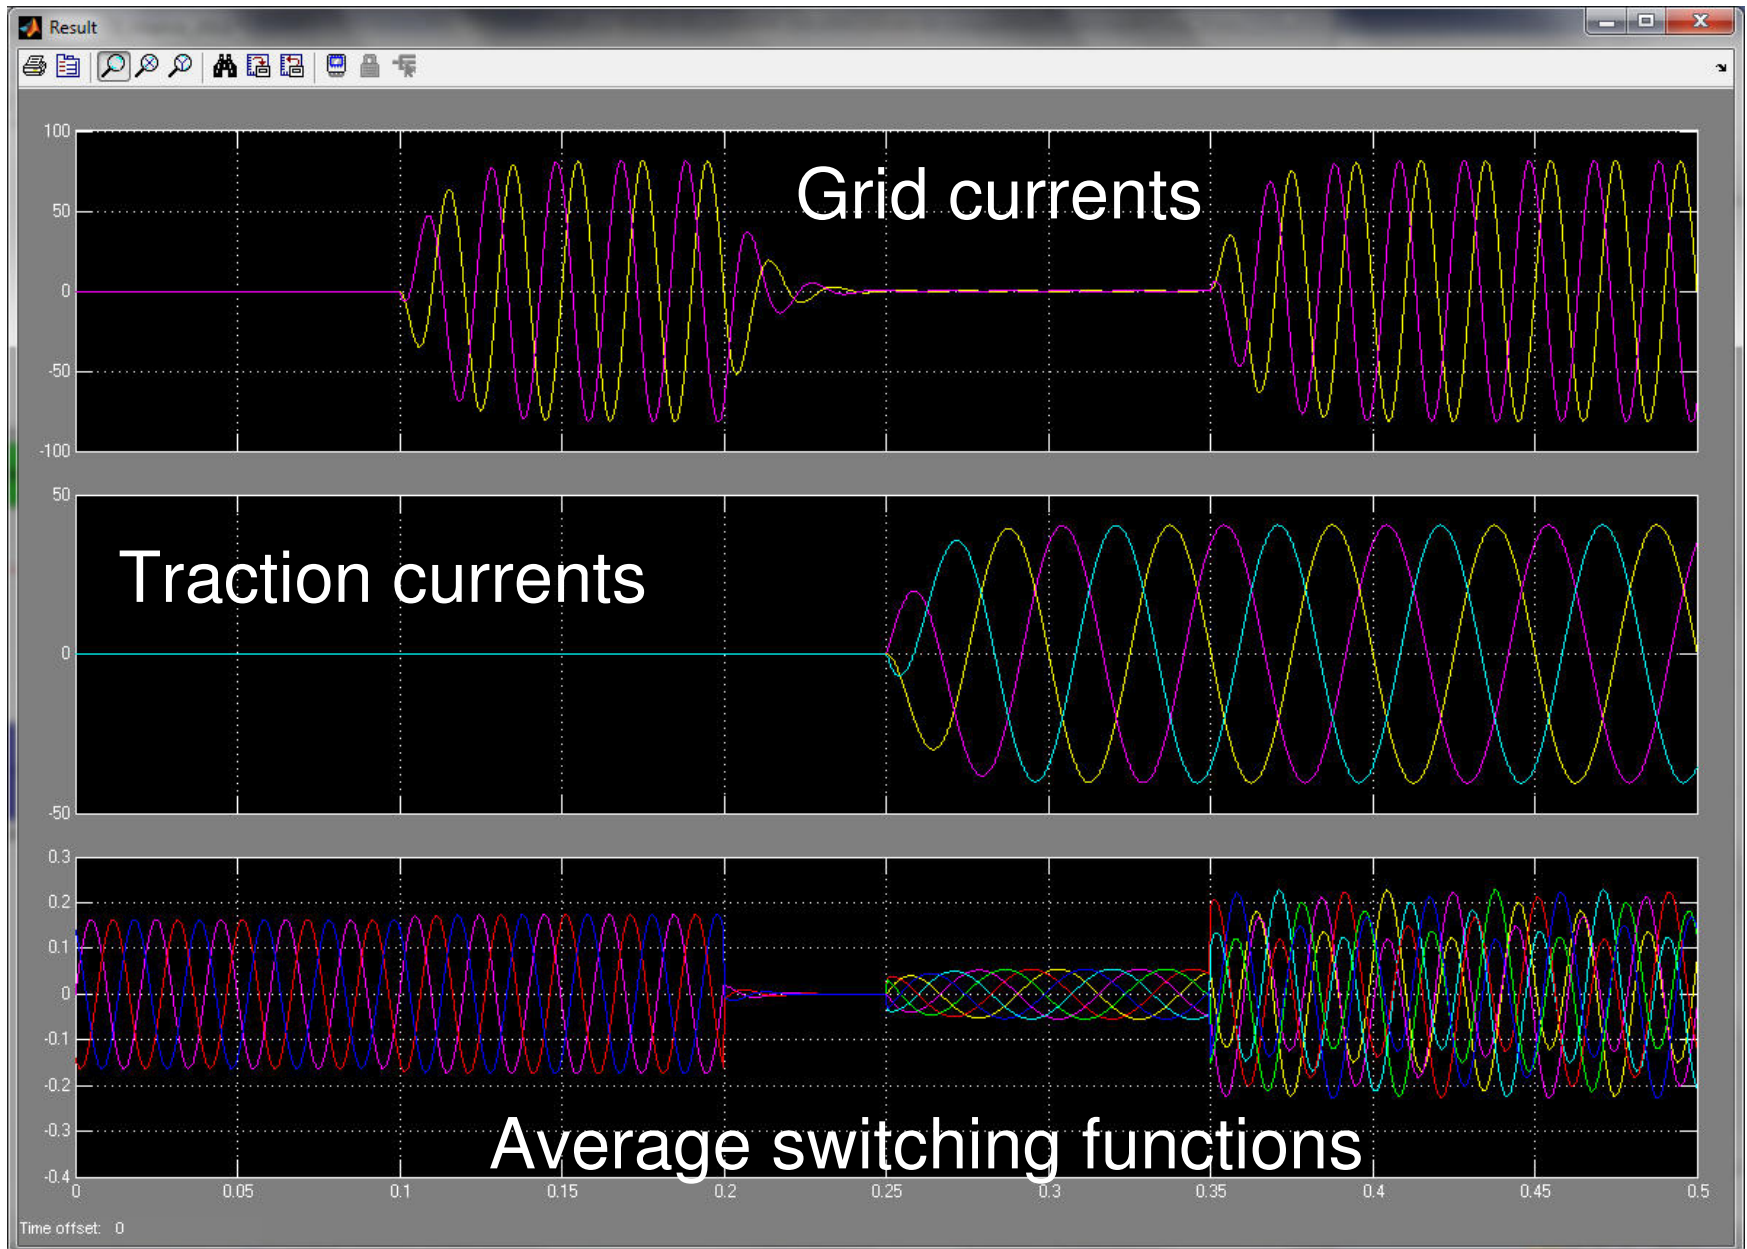 Result
100
50
0
-50
-100
Grid currents
50
0
-50
Traction currents
0.3
0.2
0.1
0
-0.1
-0.2
-0.3
-0.4
Average switching functions
0 0.05 0.1 0.15 0.2 0.25 0.3 0.35 0.4 0.45 0.5
Time offset: 0